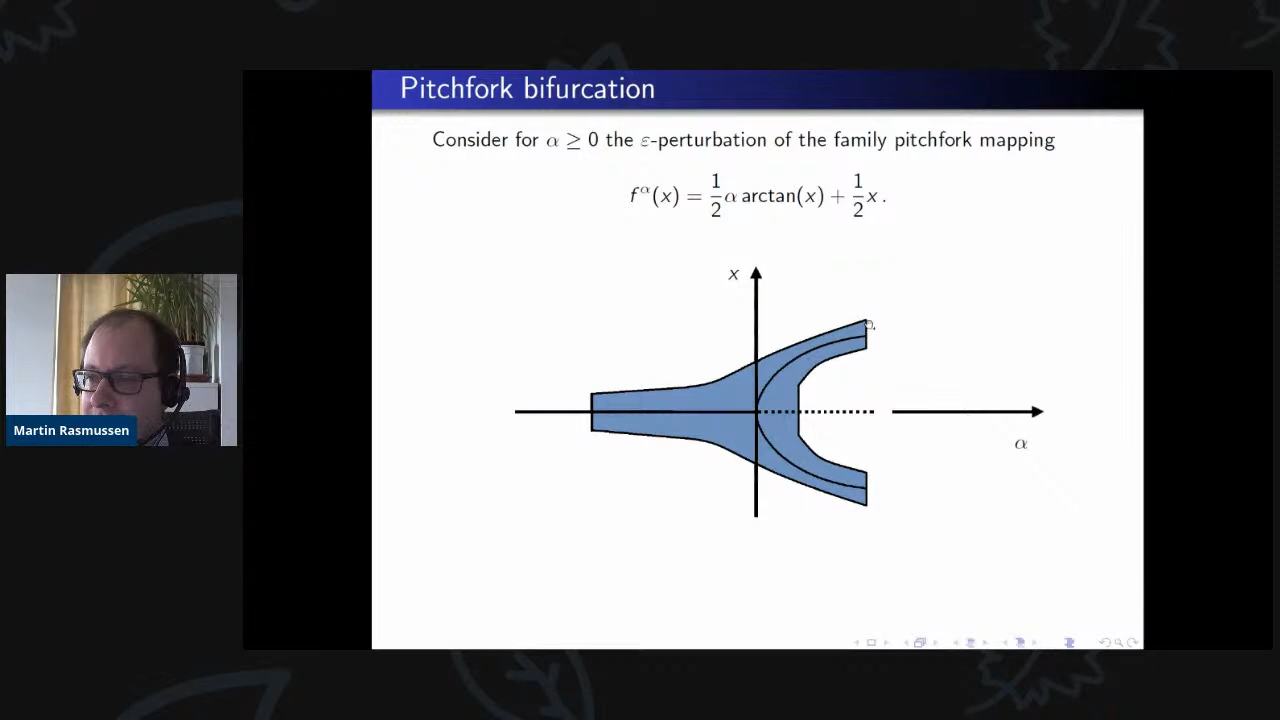 Pitchfork bifurcation
Consider for α ≥ 0 the ε-perturbation of the family pitchfork mapping
f^α(x) = 1/2 α arctan(x) + 1/2 x .
x
α
Martin Rasmussen